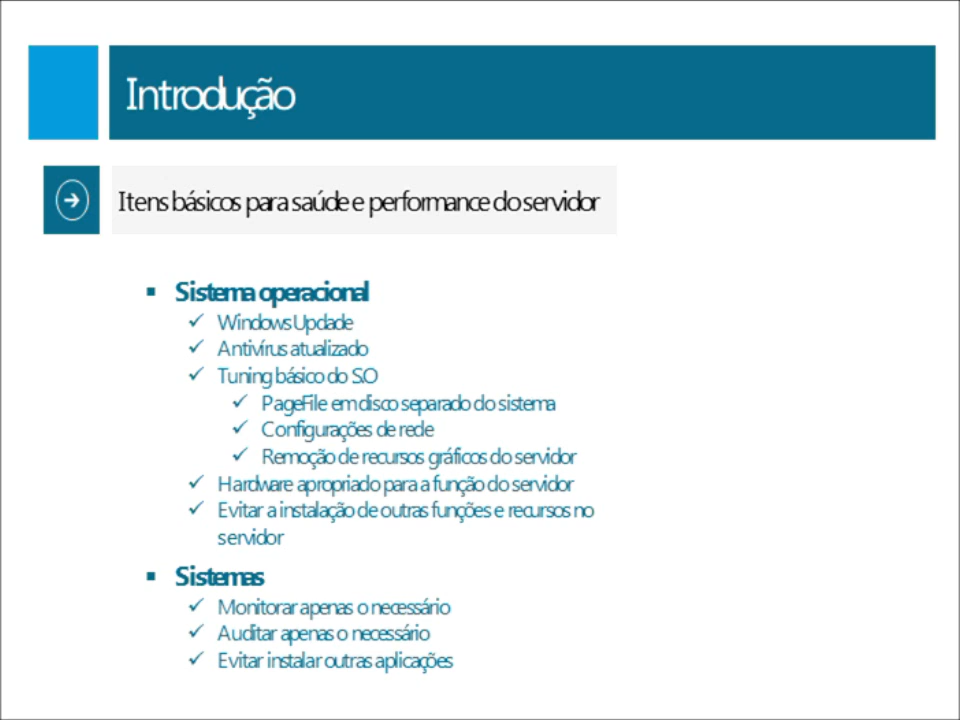 Introdução
Itens básicos para saúde e performance do servidor
Sistema operacional
Windows Updade
Antivírus atualizado
Tuning básico do S.O
PageFile em disco separado do sistema
Configurações de rede
Remoção de recursos gráficos do servidor
Hardware apropriado para a função do servidor
Evitar a instalação de outras funções e recursos no
servidor
Sistemas
Monitorar apenas o necessário
Auditar apenas o necessário
Evitar instalar outras aplicações